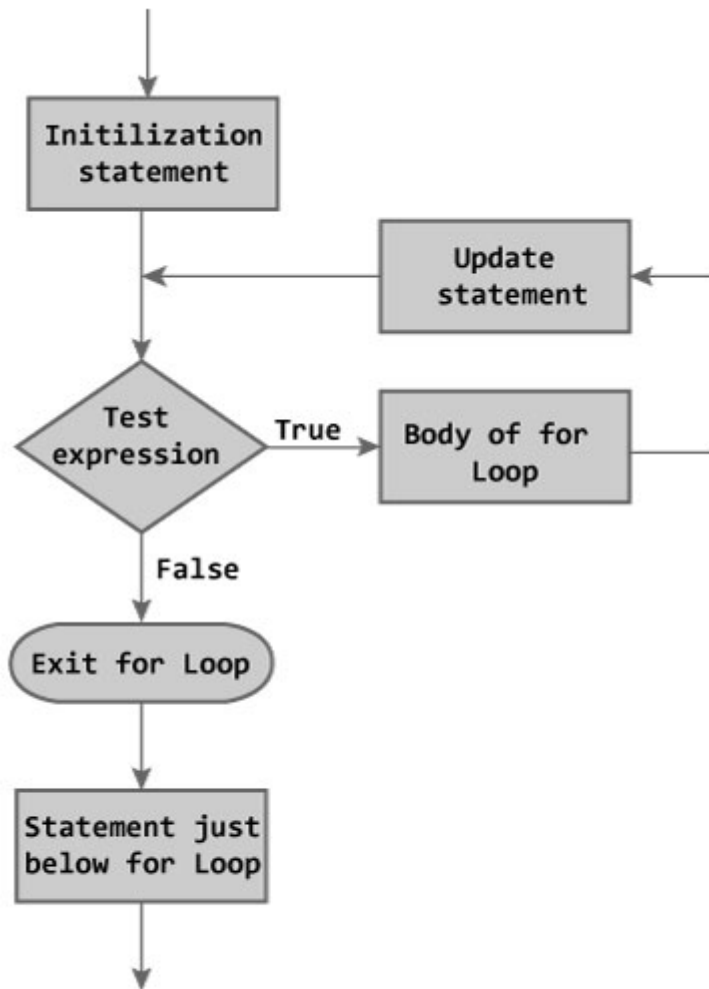 Initilization
statement
Update
statement
Test
expression
True
Body of for
Loop
False
Exit for Loop
Statement just
below for Loop